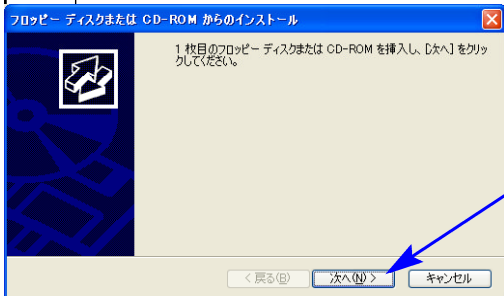 フロッピー ディスクまたは CD-ROM からのインストール
1 枚目のフロッピー ディスクまたは CD-ROM を挿入し、[次へ] をクリッ
クしてください。
< 戻る(B)
次へ(N) >
キャンセル